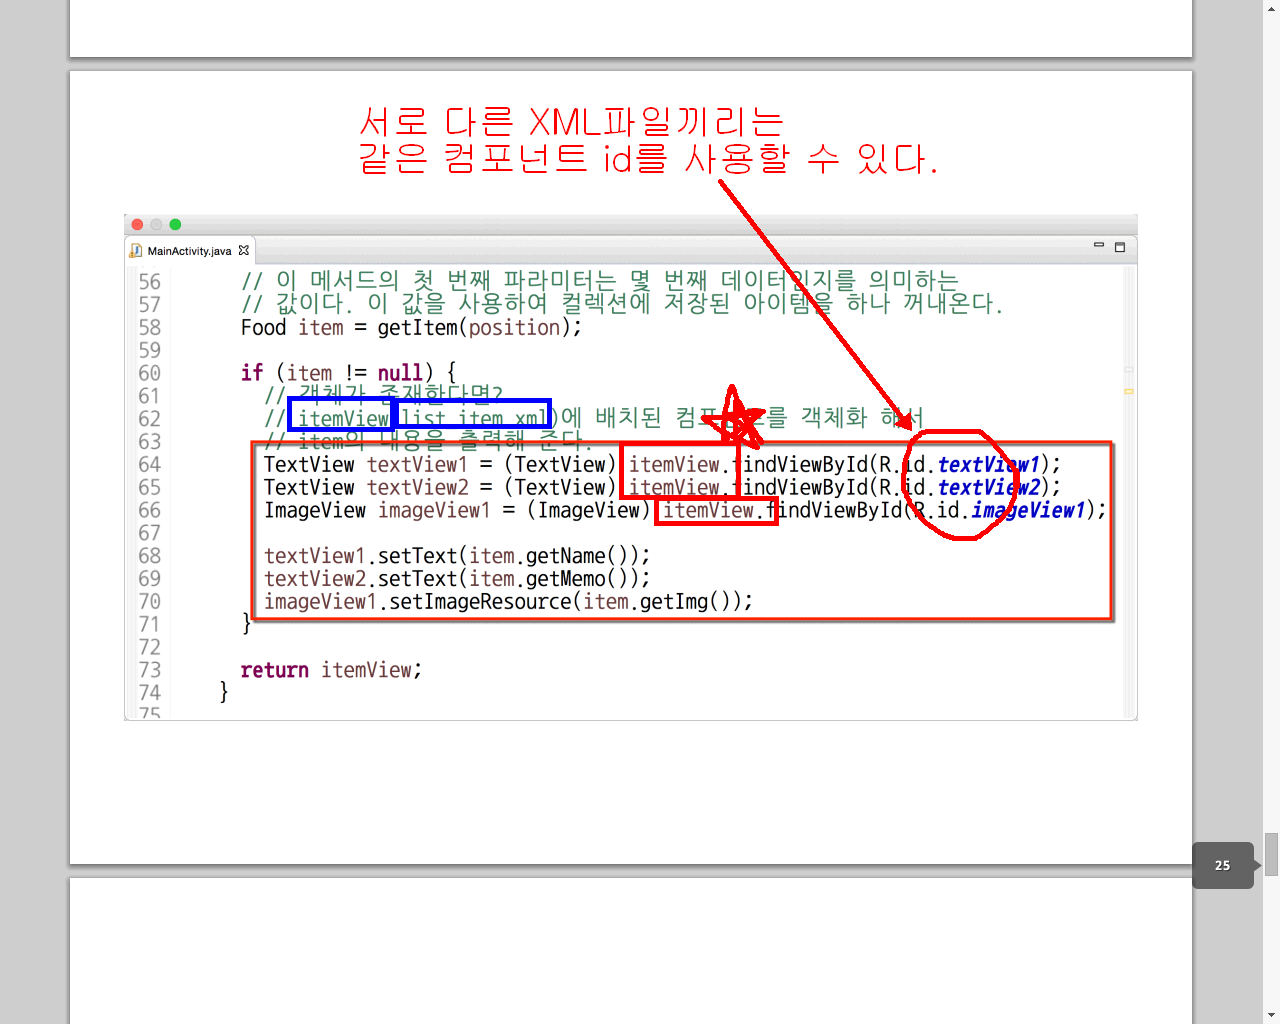 서로 다른 XML파일끼리는
같은 컴포넌트 id를 사용할 수 있다.
MainActivity.java
56 // 이 메서드의 첫 번째 파라미터는 몇 번째 데이터인지를 의미하는
57 // 값이다. 이 값을 사용하여 컬렉션에 저장된 아이템을 하나 꺼내온다.
58 Food item = getItem(position);
59
60 if (item != null) {
61 // 객체가 존재한다면?
62 // itemView(list_item.xml)에 배치된 컴포넌트를 객체화 해서
63 // item의 내용을 출력해 준다.
64 TextView textView1 = (TextView) itemView.findViewById(R.id.textView1);
65 TextView textView2 = (TextView) itemView.findViewById(R.id.textView2);
66 ImageView imageView1 = (ImageView) itemView.findViewById(R.id.imageView1);
67
68 textView1.setText(item.getName());
69 textView2.setText(item.getMemo());
70 imageView1.setImageResource(item.getImg());
71 }
72
73 return itemView;
74 }
75
25